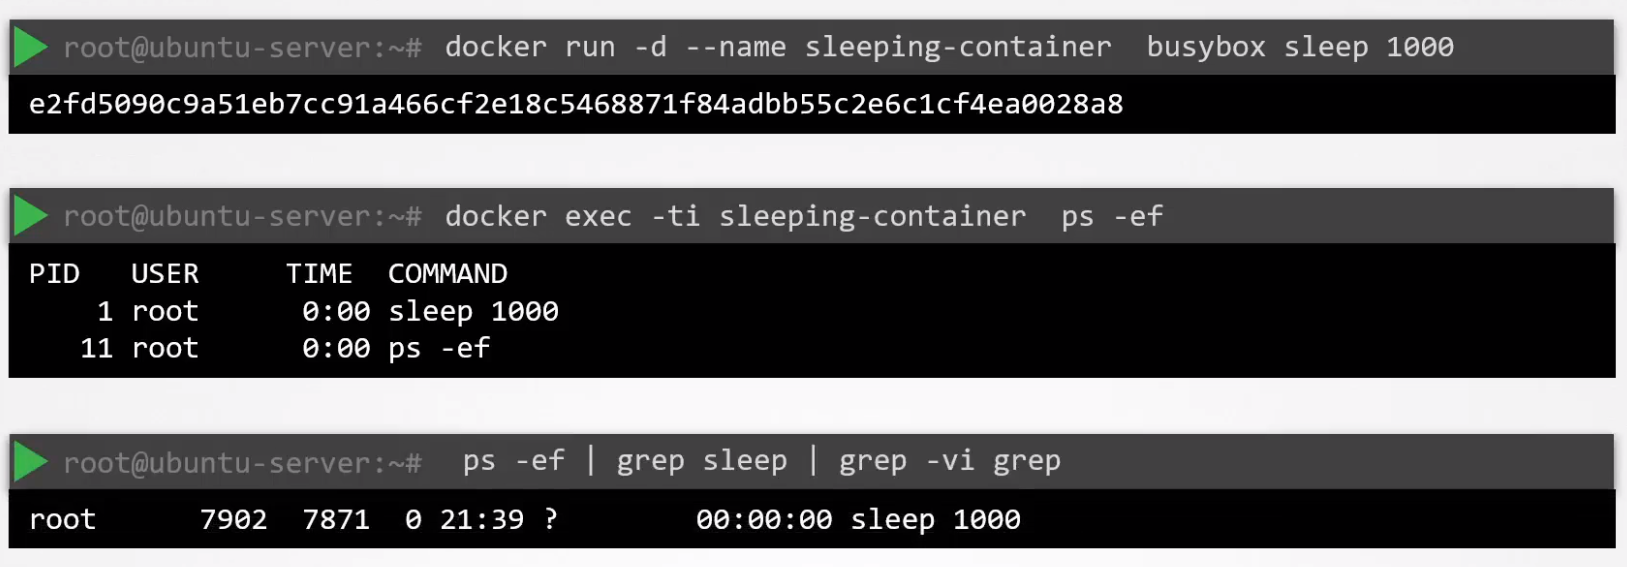 root@ubuntu-server:~# docker run -d --name sleeping-container busybox sleep 1000
e2fd5090c9a51eb7cc91a466cf2e18c5468871f84adbb55c2e6c1cf4ea0028a8
root@ubuntu-server:~# docker exec -ti sleeping-container ps -ef
PID USER TIME COMMAND
1 root 0:00 sleep 1000
11 root 0:00 ps -ef
root@ubuntu-server:~# ps -ef | grep sleep | grep -vi grep
root 7902 7871 0 21:39 ? 00:00:00 sleep 1000